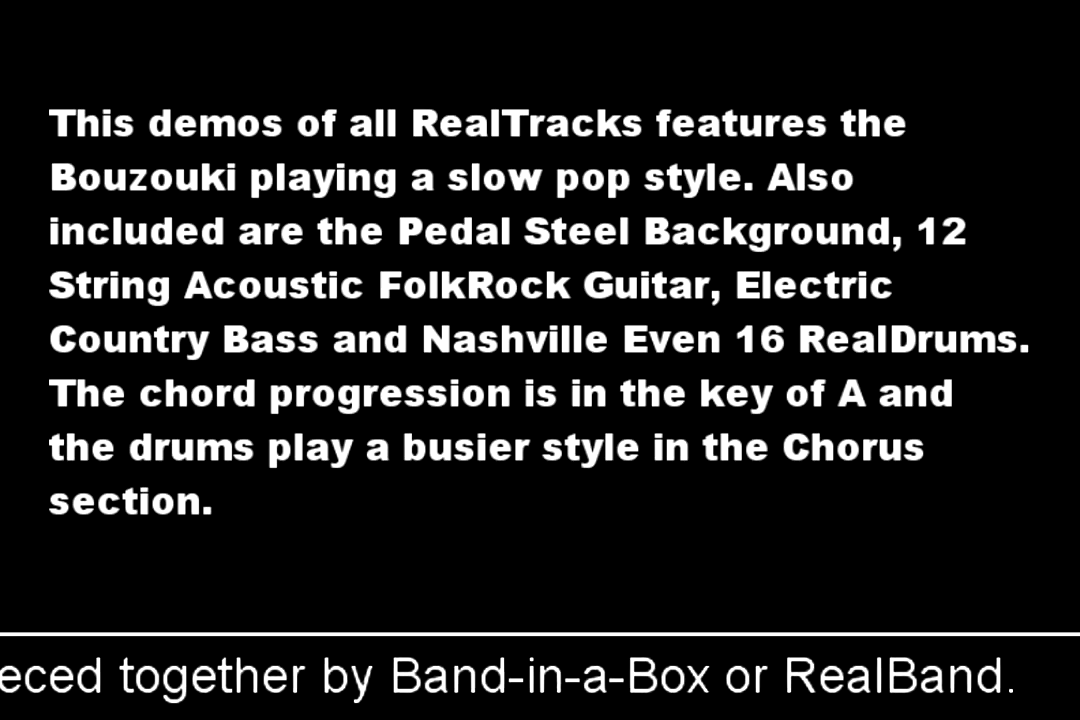 This demos of all RealTracks features the
Bouzouki playing a slow pop style. Also
included are the Pedal Steel Background, 12
String Acoustic FolkRock Guitar, Electric
Country Bass and Nashville Even 16 RealDrums.
The chord progression is in the key of A and
the drums play a busier style in the Chorus
section.
eced together by Band-in-a-Box or RealBand.